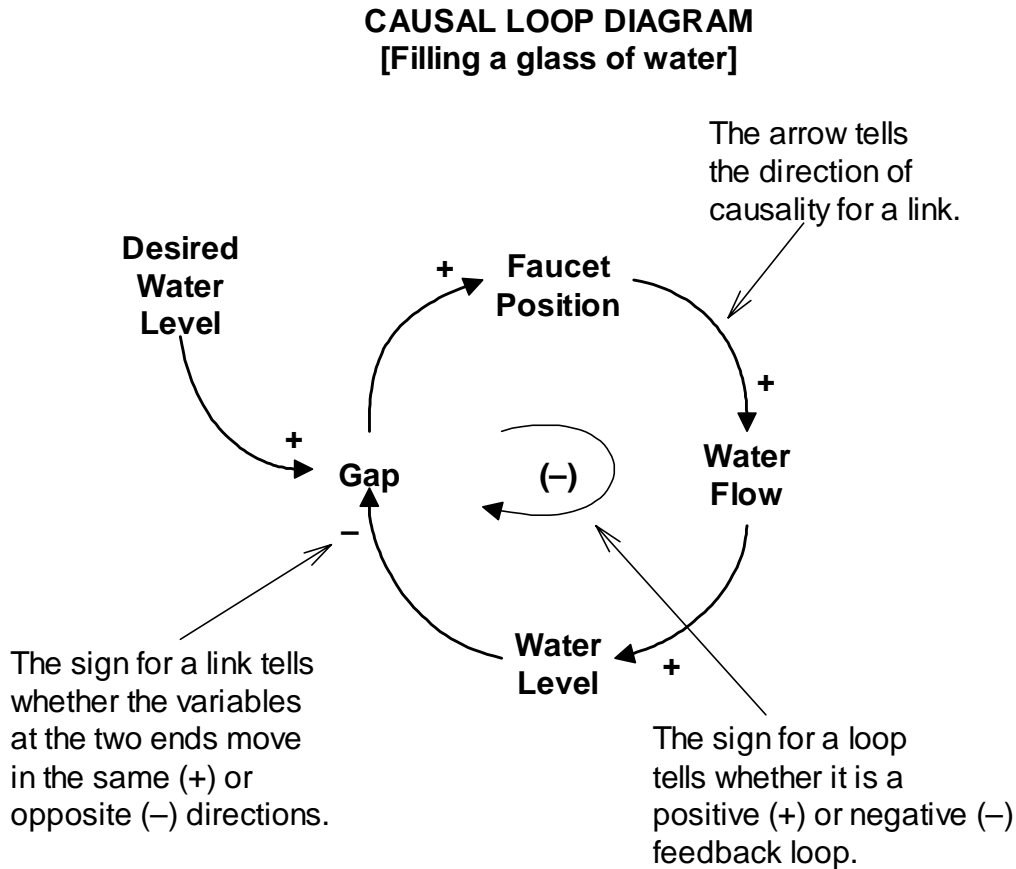 CAUSAL LOOP DIAGRAM
[Filling a glass of water]
The arrow tells
the direction of
causality for a link.
Desired
Water
Level
+
Faucet
Position
+
+
Gap
(–)
Water
Flow
–
Water
Level
+
The sign for a link tells
whether the variables
at the two ends move
in the same (+) or
opposite (–) directions.
The sign for a loop
tells whether it is a
positive (+) or negative (–)
feedback loop.